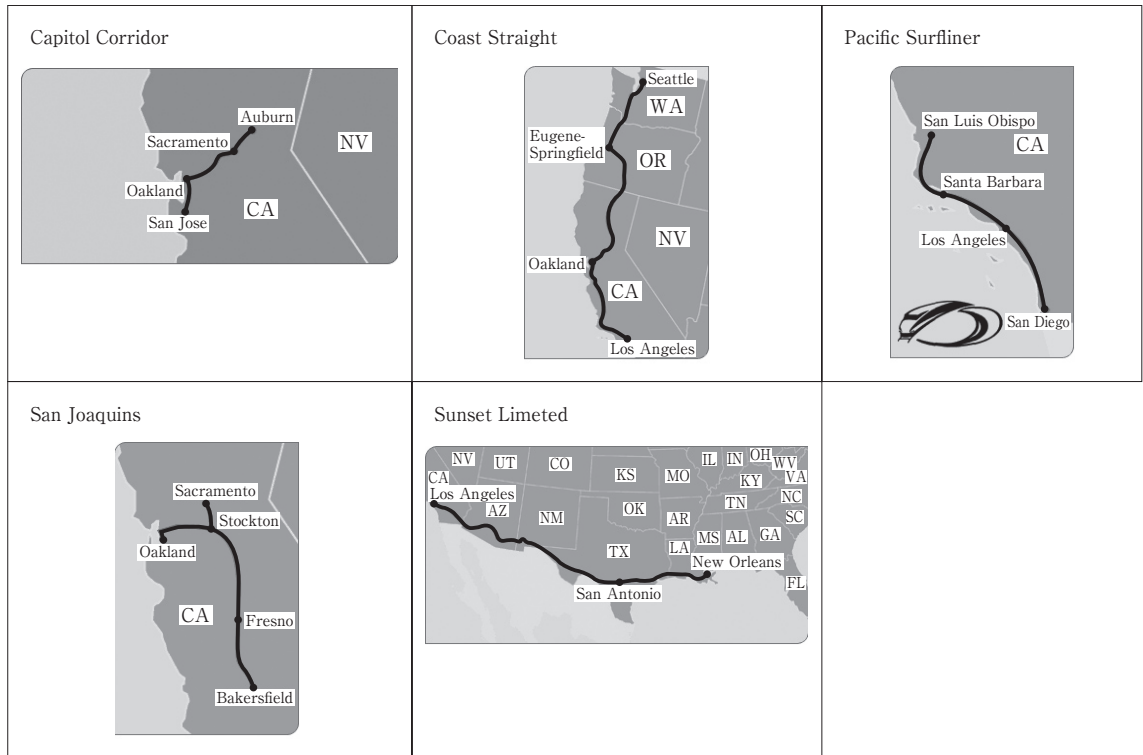 Capitol Corridor
Auburn
Sacramento
NV
Oakland
CA
San Jose
Coast Straight
Seattle
WA
Eugene-
Springfield
OR
NV
Oakland
CA
Los Angeles
Pacific Surfliner
San Luis Obispo
CA
Santa Barbara
Los Angeles
San Diego
San Joaquins
Sacramento
Stockton
Oakland
CA
Fresno
Bakersfield
Sunset Limeted
NV
UT
CO
KS
MO
IL
IN
OH
WV
VA
KY
CA
Los Angeles
AZ
NM
OK
AR
TN
NC
SC
TX
LA
MS
AL
GA
New Orleans
San Antonio
FL